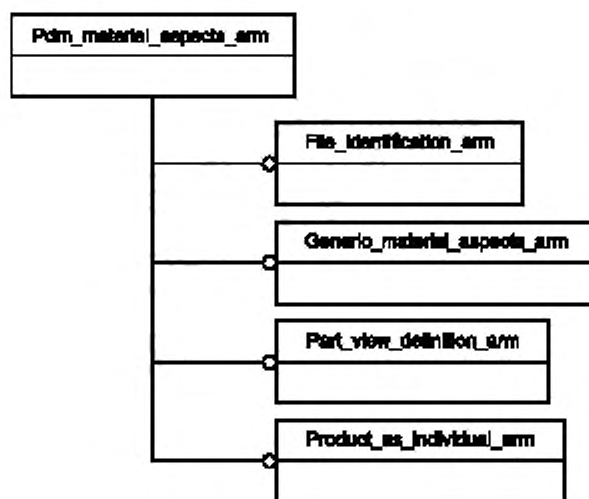 Pdm_material_aspects_arm
File_identification_arm
Generic_material_aspects_arm
Part_view_definition_arm
Product_as_individual_arm